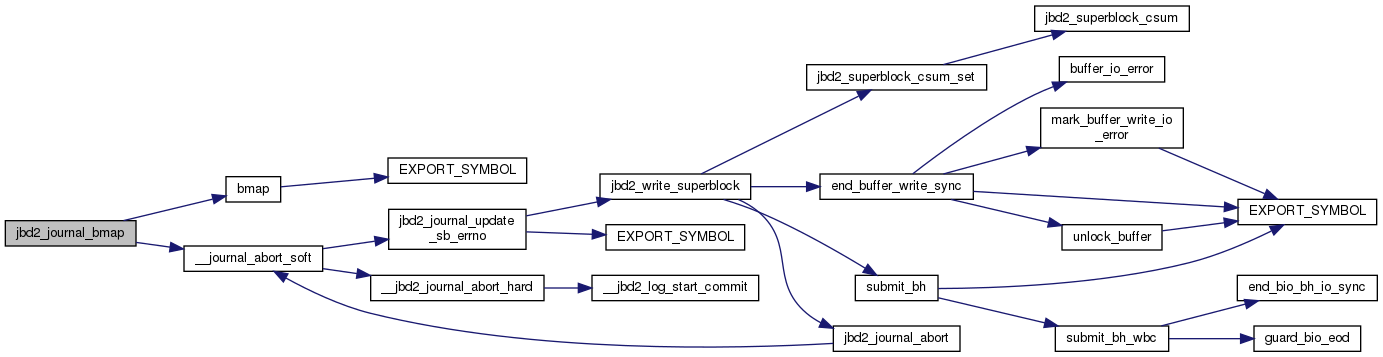 jbd2_superblock_csum
buffer_io_error
jbd2_superblock_csum_set
mark_buffer_write_io
_error
EXPORT_SYMBOL
bmap
jbd2_write_superblock
end_buffer_write_sync
EXPORT_SYMBOL
jbd2_journal_update
_sb_errno
jbd2_journal_bmap
EXPORT_SYMBOL
unlock_buffer
__journal_abort_soft
__jbd2_journal_abort_hard
__jbd2_log_start_commit
submit_bh
end_bio_bh_io_sync
jbd2_journal_abort
submit_bh_wbc
guard_bio_eod